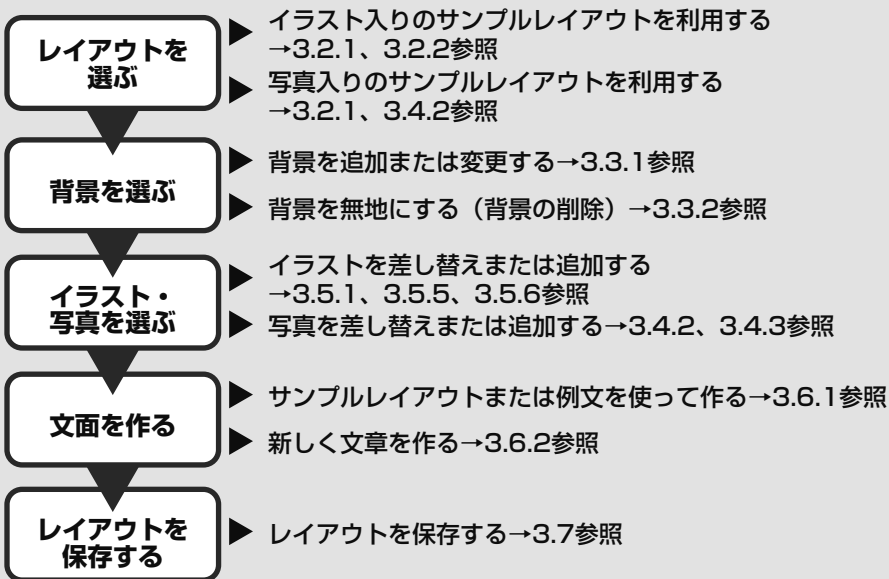 レイアウトを
選ぶ
イラスト入りのサンプルレイアウトを利用する
→3.2.1、3.2.2参照
写真入りのサンプルレイアウトを利用する
→3.2.1、3.4.2参照
背景を選ぶ
背景を追加または変更する→3.3.1参照
背景を無地にする（背景の削除）→3.3.2参照
イラスト・
写真を選ぶ
イラストを差し替えまたは追加する
→3.5.1、3.5.5、3.5.6参照
写真を差し替えまたは追加する→3.4.2、3.4.3参照
文面を作る
サンプルレイアウトまたは例文を使って作る→3.6.1参照
新しく文章を作る→3.6.2参照
レイアウトを
保存する
レイアウトを保存する→3.7参照